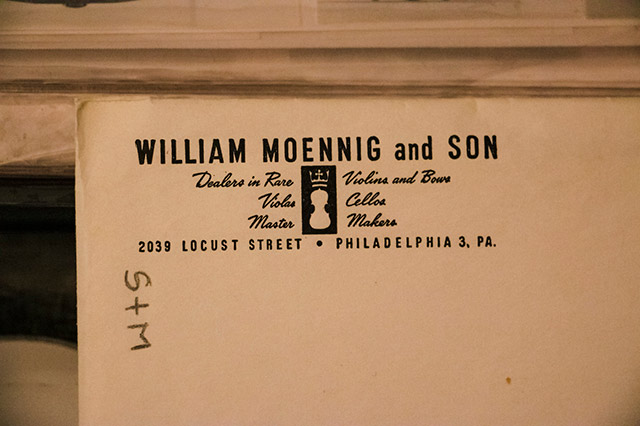 WILLIAM MOENNIG and SON
Dealers in Rare Violins and Bows
Violas Cellos
Master Makers
2039 LOCUST STREET • PHILADELPHIA 3, PA.
S+M